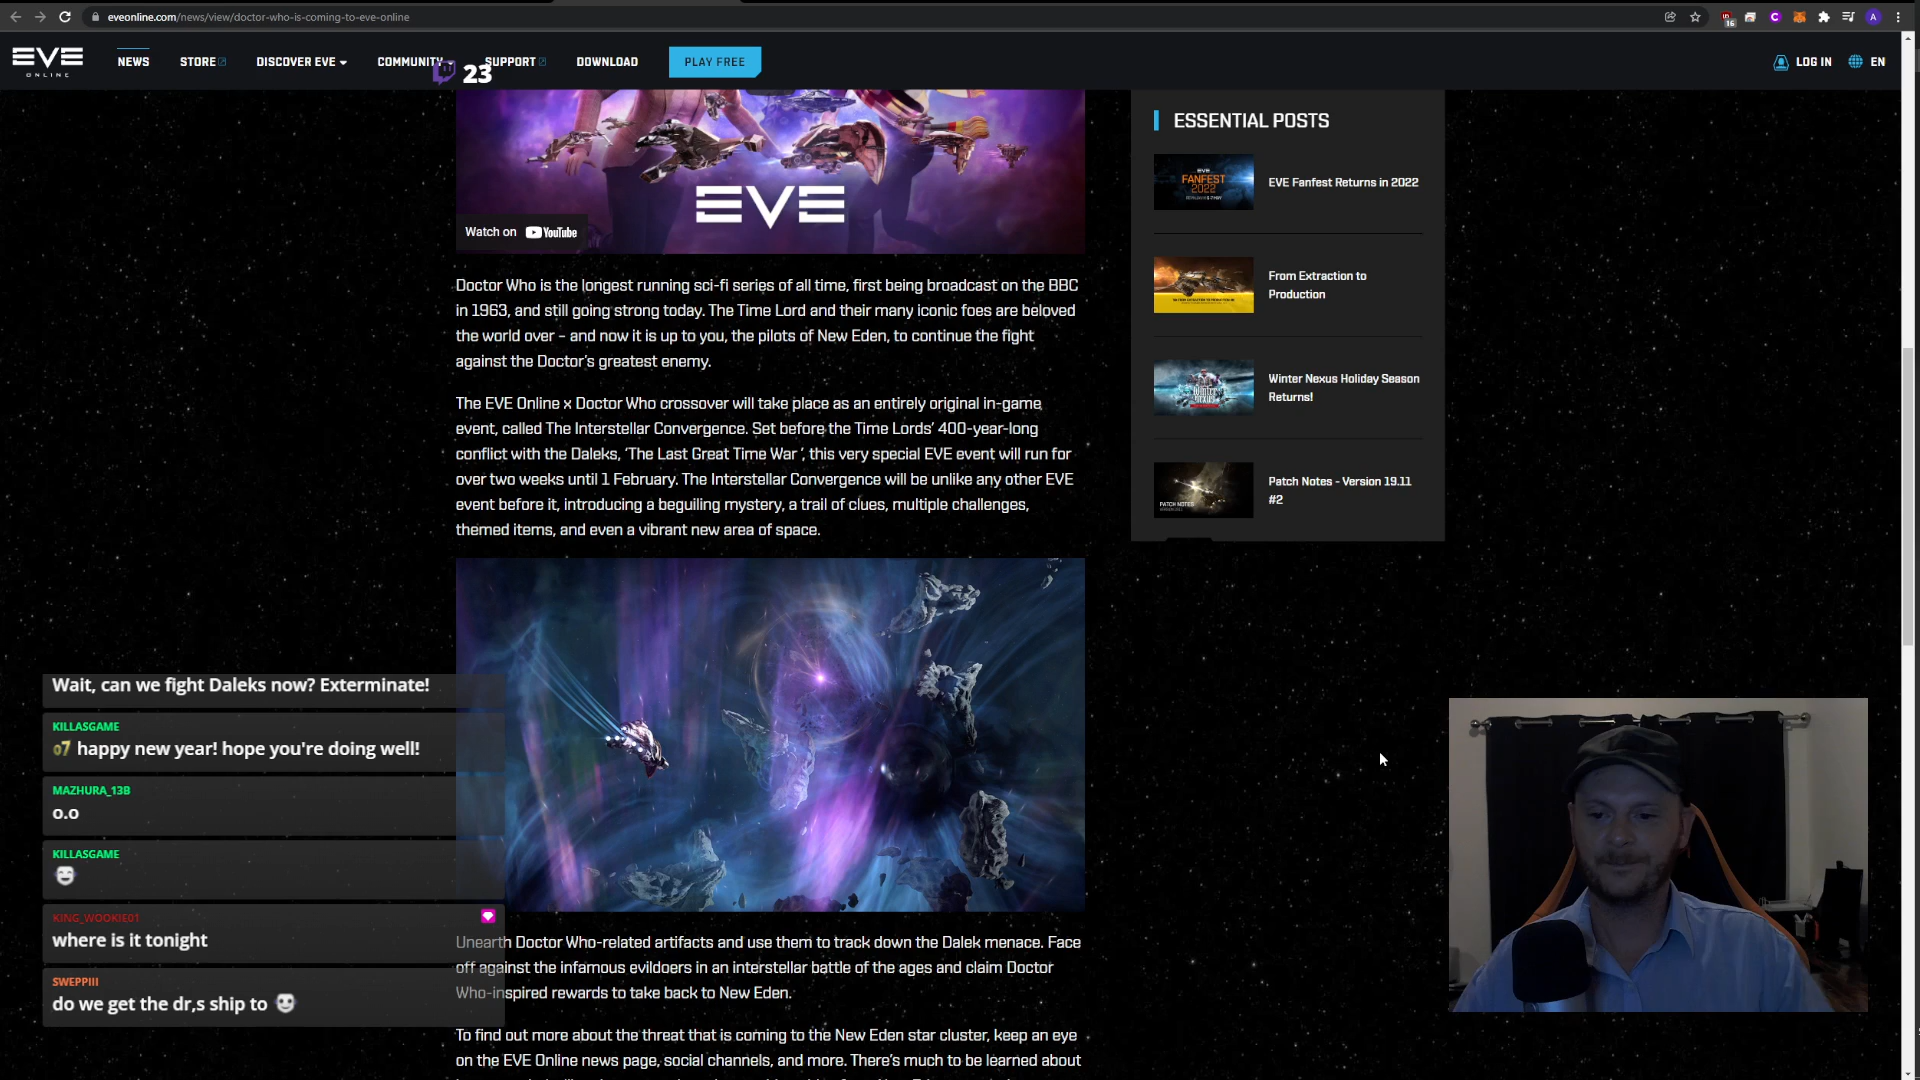 eveonline.com/news/view/doctor-who-is-coming-to-eve-online
16
A
EVE
ONLINE
NEWS
STORE
DISCOVER EVE
COMMUNITY
23
SUPPORT
DOWNLOAD
PLAY FREE
LOG IN
EN
EVE
Watch on YouTube
Doctor Who is the longest running sci-fi series of all time, first being broadcast on the BBC
in 1963, and still going strong today. The Time Lord and their many iconic foes are beloved
the world over – and now it is up to you, the pilots of New Eden, to continue the fight
against the Doctor's greatest enemy.
The EVE Online x Doctor Who crossover will take place as an entirely original in-game
event, called The Interstellar Convergence. Set before the Time Lords' 400-year-long
conflict with the Daleks, 'The Last Great Time War', this very special EVE event will run for
over two weeks until 1 February. The Interstellar Convergence will be unlike any other EVE
event before it, introducing a beguiling mystery, a trail of clues, multiple challenges,
themed items, and even a vibrant new area of space.
Unearth Doctor Who-related artifacts and use them to track down the Dalek menace. Face
off against the infamous evildoers in an interstellar battle of the ages and claim Doctor
Who-inspired rewards to take back to New Eden.
To find out more about the threat that is coming to the New Eden star cluster, keep an eye
on the EVE Online news page, social channels, and more. There's much to be learned about
ESSENTIAL POSTS
EVE
FANFEST
2022
EVE Fanfest Returns in 2022
From Extraction to
Production
Winter Nexus Holiday Season
Returns!
PATCH NOTES
Patch Notes - Version 19.11
#2
Wait, can we fight Daleks now? Exterminate!
KILLASGAME
o7 happy new year! hope you're doing well!
MAZHURA_13B
o.o
KILLASGAME
KING_WOOKIE01
where is it tonight
SWEPPIII
do we get the dr,s ship to